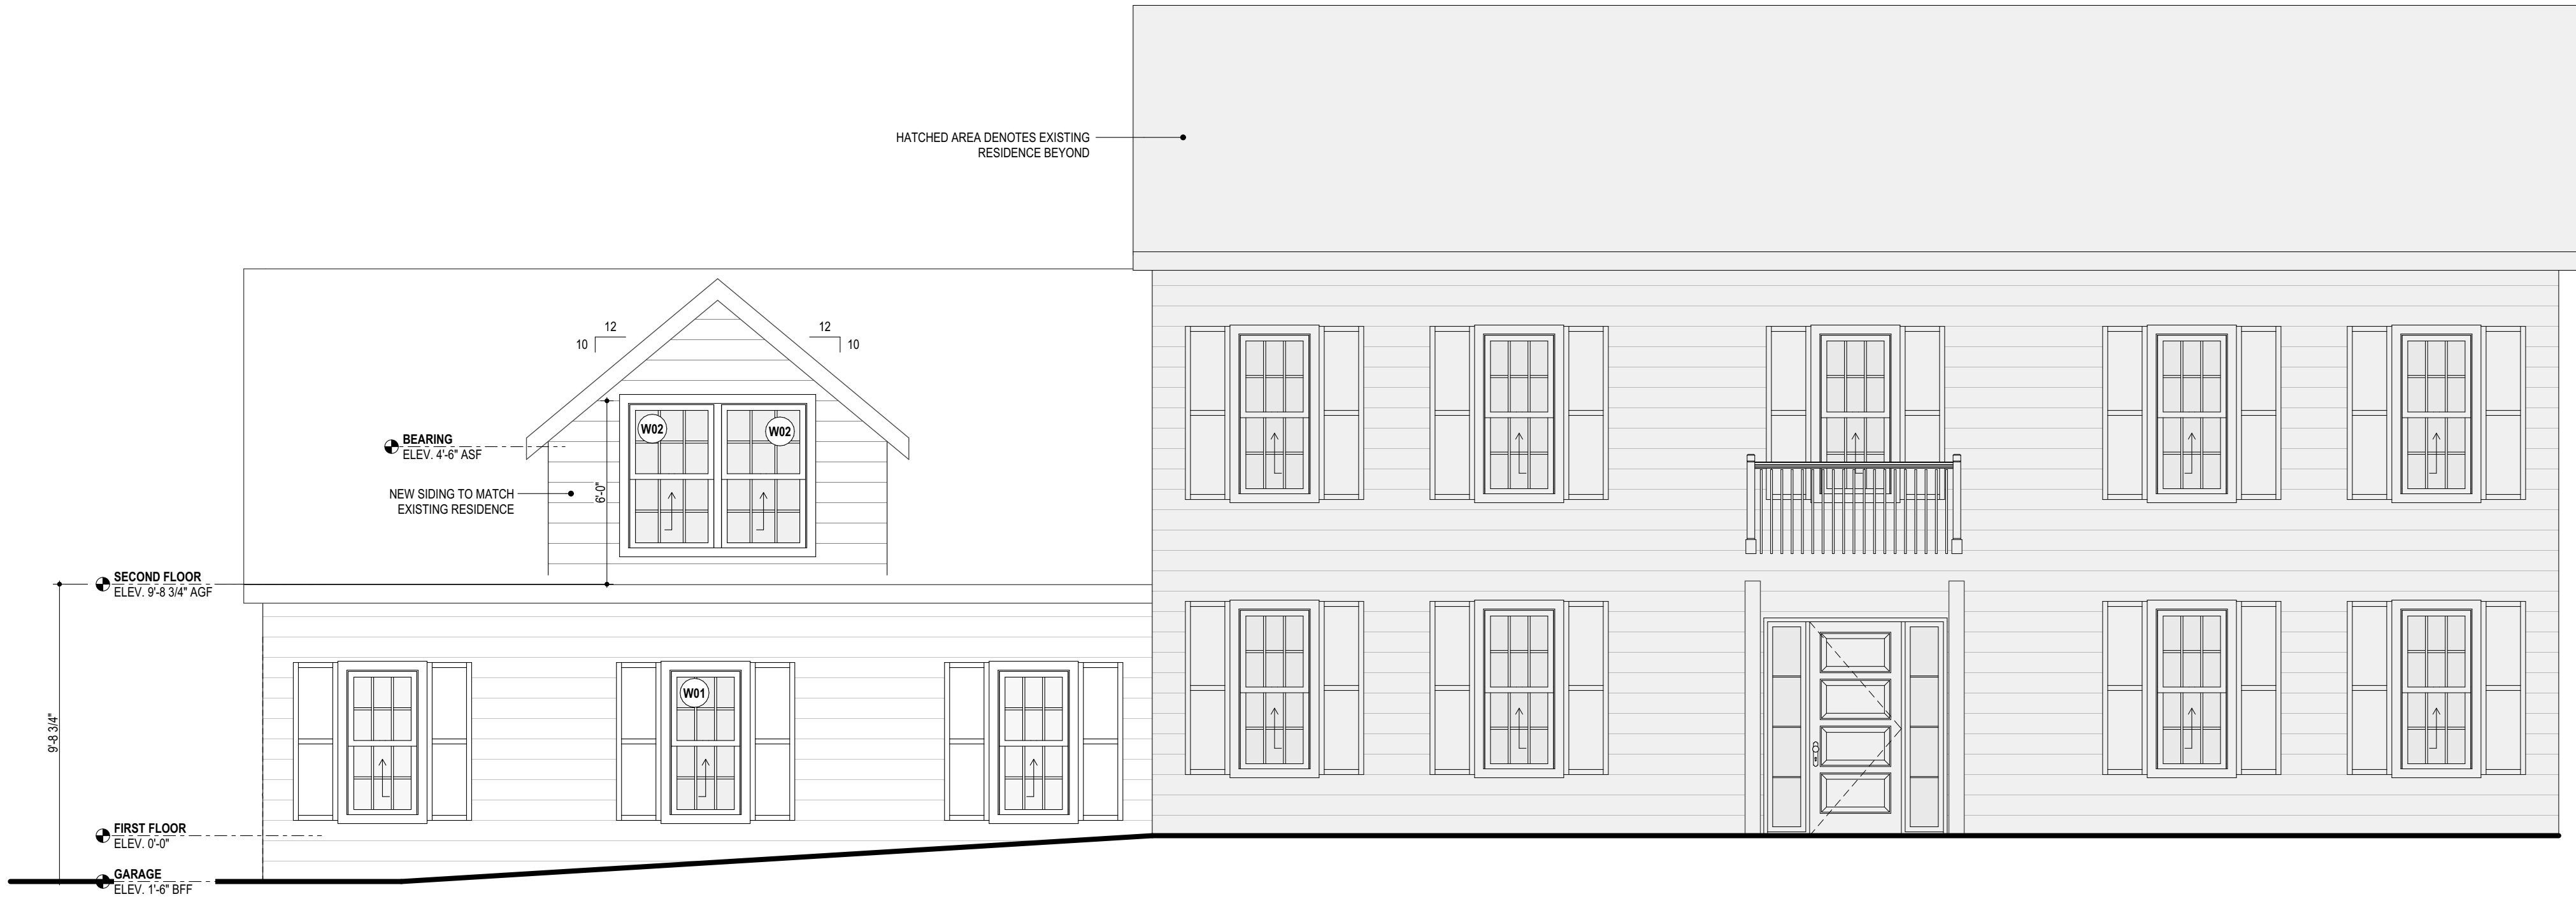 HATCHED AREA DENOTES EXISTING
RESIDENCE BEYOND
12
10
12
10
W02
W02
BEARING
ELEV. 4'-6" ASF
NEW SIDING TO MATCH
EXISTING RESIDENCE
6'-0"
SECOND FLOOR
ELEV. 9'-8 3/4" AGF
W01
9'-8 3/4"
FIRST FLOOR
ELEV. 0'-0"
GARAGE
ELEV. 1'-6" BFF